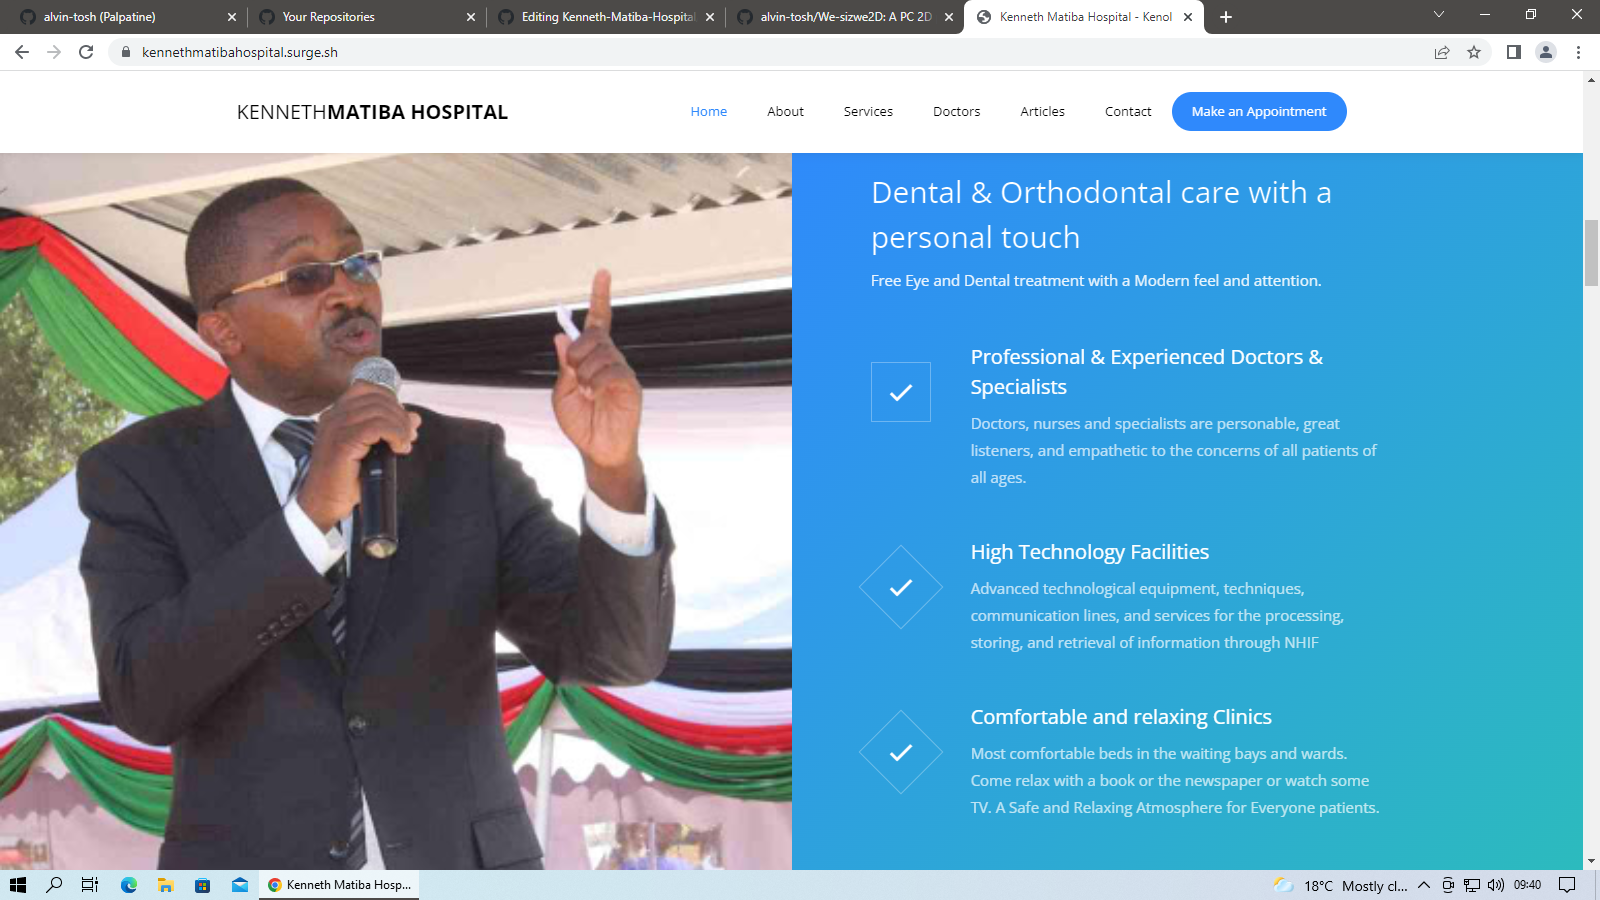 alvin-tosh (Palpatine)
Your Repositories
Editing Kenneth-Matiba-Hospital
alvin-tosh/We-sizwe2D: A PC 2D
Kenneth Matiba Hospital - Kenol
kennethmatibahospital.surge.sh
KENNETHMATIBA HOSPITAL
Home
About
Services
Doctors
Articles
Contact
Make an Appointment
Dental & Orthodontal care with a
personal touch
Free Eye and Dental treatment with a Modern feel and attention.
Professional & Experienced Doctors &
Specialists
Doctors, nurses and specialists are personable, great
listeners, and empathetic to the concerns of all patients of
all ages.
High Technology Facilities
Advanced technological equipment, techniques,
communication lines, and services for the processing,
storing, and retrieval of information through NHIF
Comfortable and relaxing Clinics
Most comfortable beds in the waiting bays and wards.
Come relax with a book or the newspaper or watch some
TV. A Safe and Relaxing Atmosphere for Everyone patients.
Kenneth Matiba Hosp...
18°C Mostly cl...
09:40